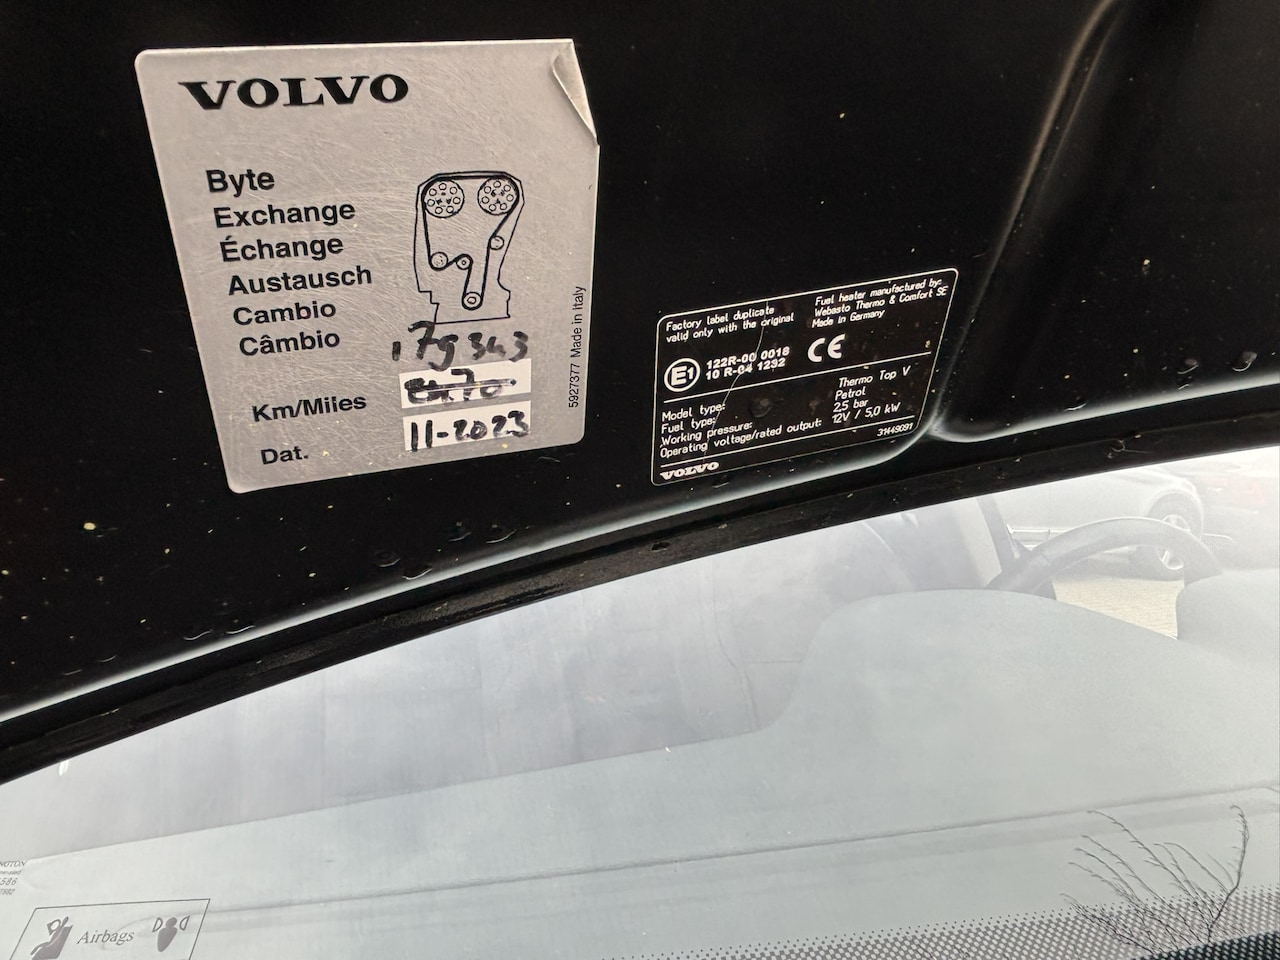 VOLVO
Byte
Exchange
Échange
Austausch
Cambio
Câmbio
179343
Km/Miles
Dat. 11-2023
5927377 Made in Italy
Factory label duplicate
valid only with the original
Fuel heater manufactured by:
Webasto Thermo & Comfort SE
Made in Germany
E1
122R-00 0018
10 R-04 1232
CE
Model type: Thermo Top V
Fuel type: Petrol
Working pressure: 2,5 bar
Operating voltage/rated output: 12V / 5,0 kW
31449091
VOLVO
Airbags